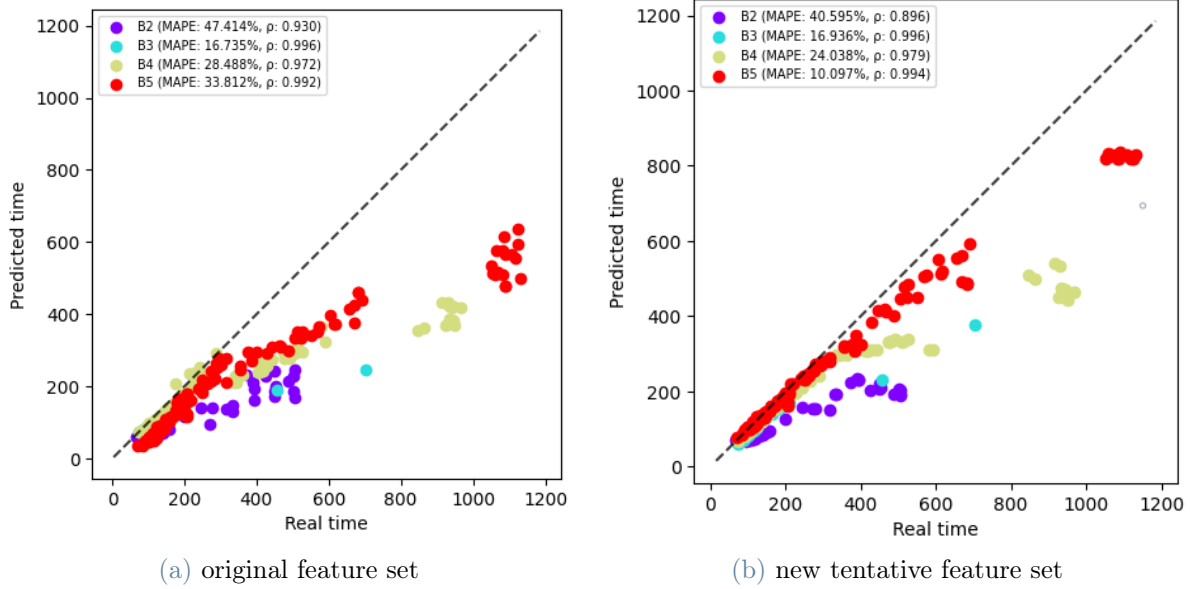 B2 (MAPE: 47.414%, ρ: 0.930)
B3 (MAPE: 16.735%, ρ: 0.996)
B4 (MAPE: 28.488%, ρ: 0.972)
B5 (MAPE: 33.812%, ρ: 0.992)
1200
1000
800
600
400
200
0
Predicted time
0 200 400 600 800 1000 1200
Real time
(a) original feature set
B2 (MAPE: 40.595%, ρ: 0.896)
B3 (MAPE: 16.936%, ρ: 0.996)
B4 (MAPE: 24.038%, ρ: 0.979)
B5 (MAPE: 10.097%, ρ: 0.994)
1200
1000
800
600
400
200
0
Predicted time
0 200 400 600 800 1000 1200
Real time
(b) new tentative feature set